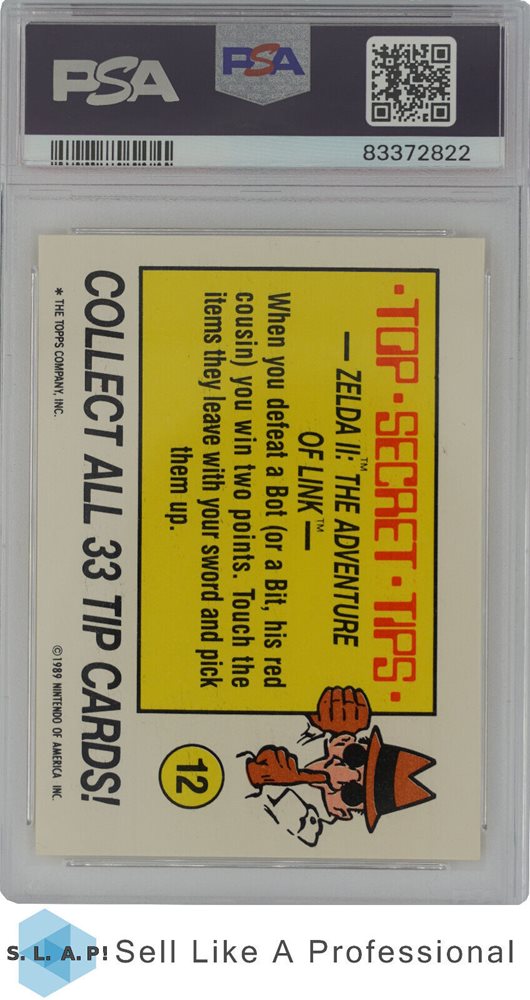 PSA
PSA
83372822
·TOP·SECRET·TIPS·
— ZELDA II:™ THE ADVENTURE
OF LINK™ —
When you defeat a Bot (or a Bit, his red
cousin) you win two points. Touch the
items they leave with your sword and pick
them up.
12
COLLECT ALL 33 TIP CARDS!
* THE TOPPS COMPANY, INC.
©1989 NINTENDO OF AMERICA INC.
S. L. A. P! Sell Like A Professional